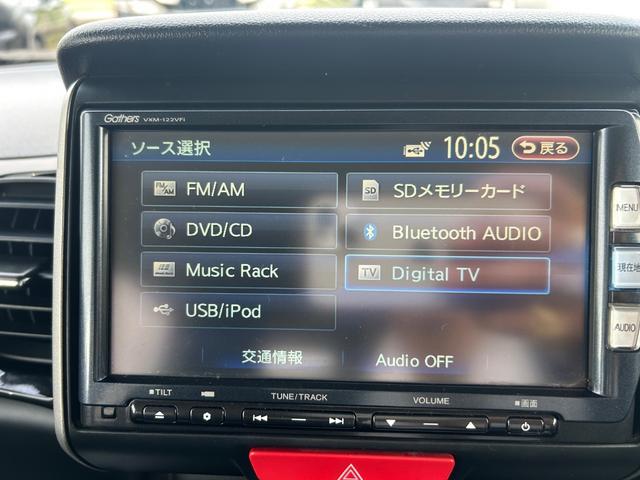 Gathers VXM-122VFi
ソース選択
10:05
戻る
FM/AM
SD
SDメモリーカード
DVD/CD
Bluetooth AUDIO
Music Rack
TV
Digital TV
USB/iPod
交通情報
Audio OFF
MENU
現在地
AUDIO
TILT
TUNE/TRACK
VOLUME
画面